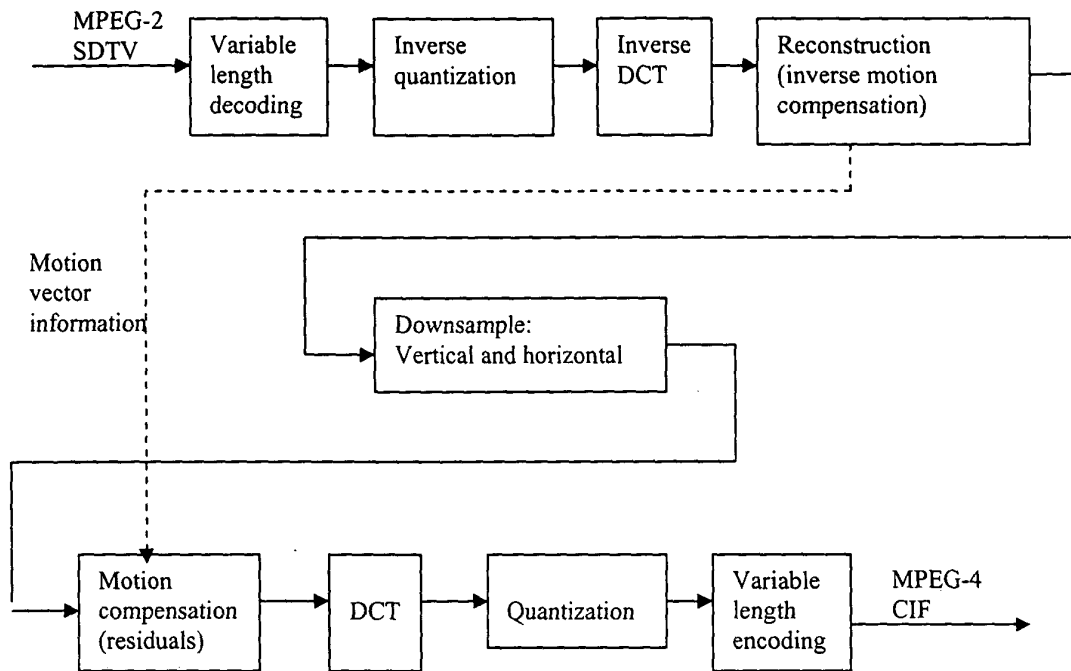 MPEG-2
SDTV
Variable
length
decoding
Inverse
quantization
Inverse
DCT
Reconstruction
(inverse motion
compensation)
Motion
vector
information
Downsample:
Vertical and horizontal
Motion
compensation
(residuals)
DCT
Quantization
Variable
length
encoding
MPEG-4
CIF